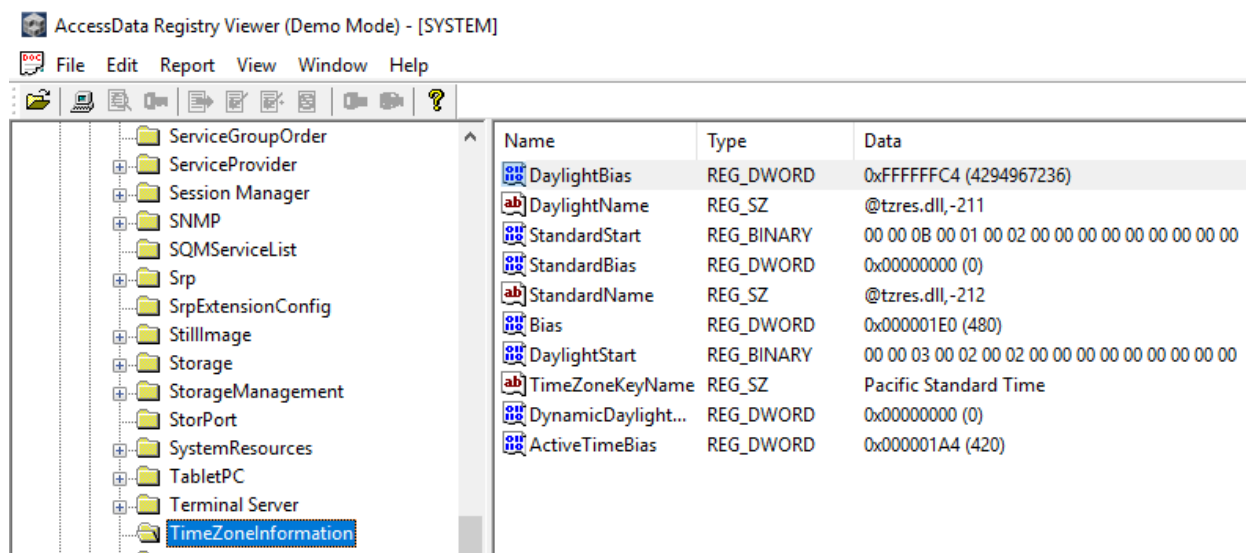 AccessData Registry Viewer (Demo Mode) - [SYSTEM]
File Edit Report View Window Help
ServiceGroupOrder
ServiceProvider
Session Manager
SNMP
SQMServiceList
Srp
SrpExtensionConfig
StillImage
Storage
StorageManagement
StorPort
SystemResources
TabletPC
Terminal Server
TimeZoneInformation
Name Type Data
DaylightBias REG_DWORD 0xFFFFFFC4 (4294967236)
DaylightName REG_SZ @tzres.dll,-211
StandardStart REG_BINARY 00 00 0B 00 01 00 02 00 00 00 00 00 00 00 00 00
StandardBias REG_DWORD 0x00000000 (0)
StandardName REG_SZ @tzres.dll,-212
Bias REG_DWORD 0x000001E0 (480)
DaylightStart REG_BINARY 00 00 03 00 02 00 02 00 00 00 00 00 00 00 00 00
TimeZoneKeyName REG_SZ Pacific Standard Time
DynamicDaylight... REG_DWORD 0x00000000 (0)
ActiveTimeBias REG_DWORD 0x000001A4 (420)